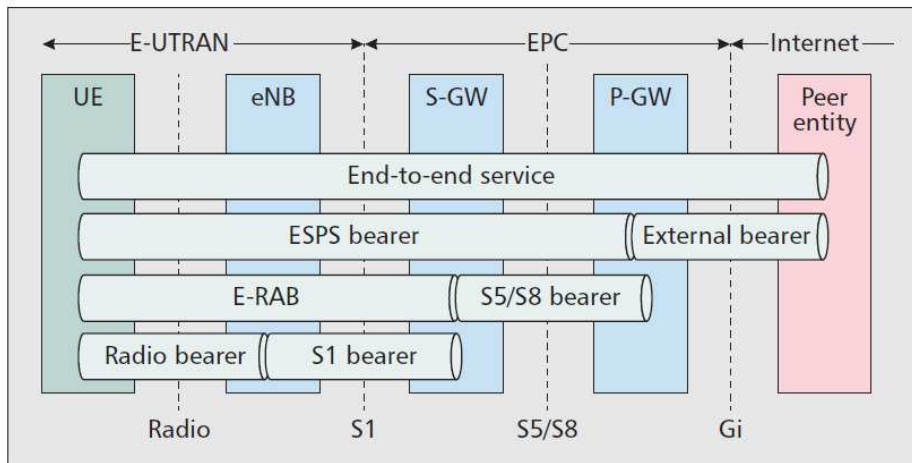 E-UTRAN EPC Internet
UE eNB S-GW P-GW Peer
entity
End-to-end service
ESPS bearer External bearer
E-RAB S5/S8 bearer
Radio bearer S1 bearer
Radio S1 S5/S8 Gi